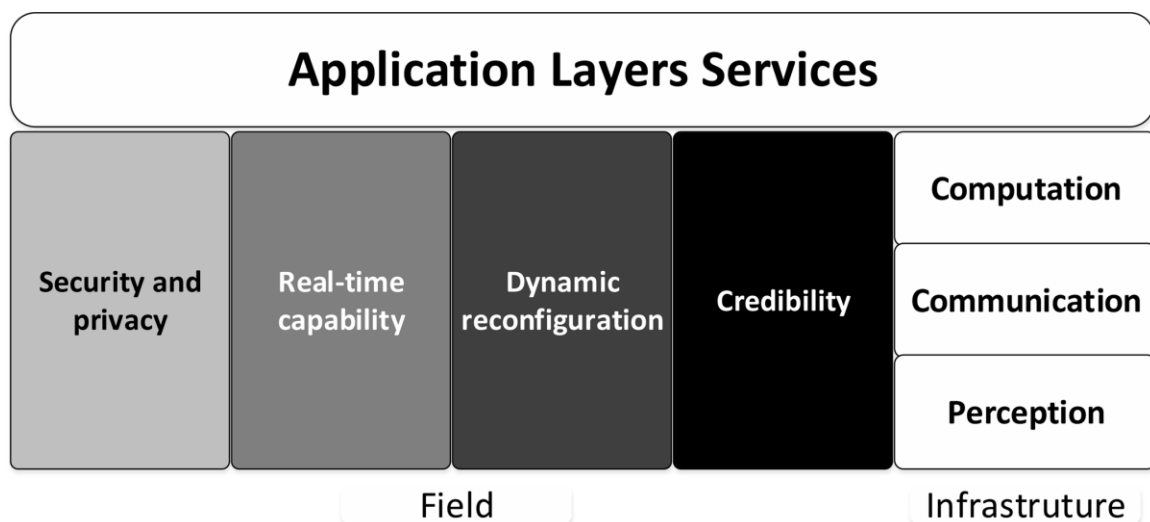 Application Layers Services
Security and
privacy
Real-time
capability
Dynamic
reconfiguration
Credibility
Computation
Communication
Perception
Field
Infrastruture